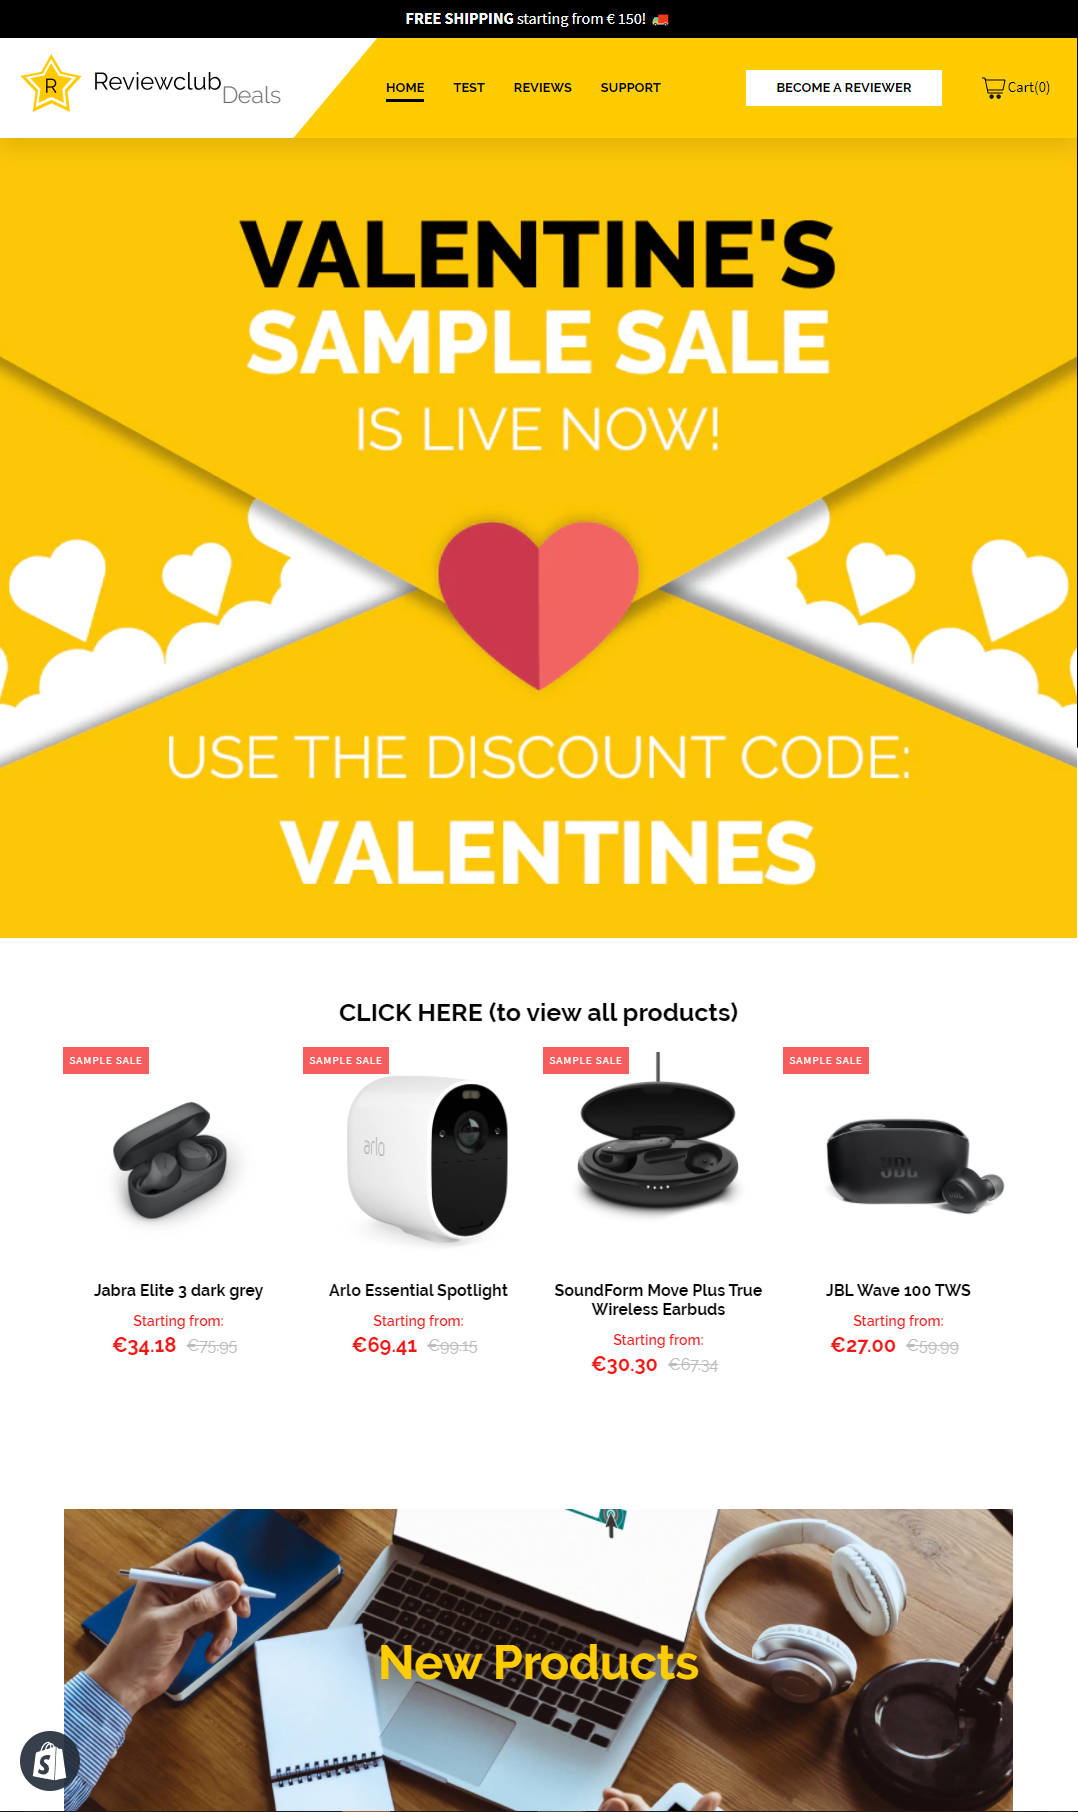 FREE SHIPPING starting from € 150! 🚚
R
Reviewclub
Deals
HOME TEST REVIEWS SUPPORT
BECOME A REVIEWER
Cart(0)
VALENTINE'S
SAMPLE SALE
IS LIVE NOW!
USE THE DISCOUNT CODE:
VALENTINES
CLICK HERE (to view all products)
SAMPLE SALE
arlo
Jabra Elite 3 dark grey
Starting from:
€34.18 €75.95
SAMPLE SALE
Arlo Essential Spotlight
Starting from:
€69.41 €99.15
SAMPLE SALE
SoundForm Move Plus True
Wireless Earbuds
Starting from:
€30.30 €67.34
SAMPLE SALE
JBL
JBL Wave 100 TWS
Starting from:
€27.00 €59.99
New Products
S